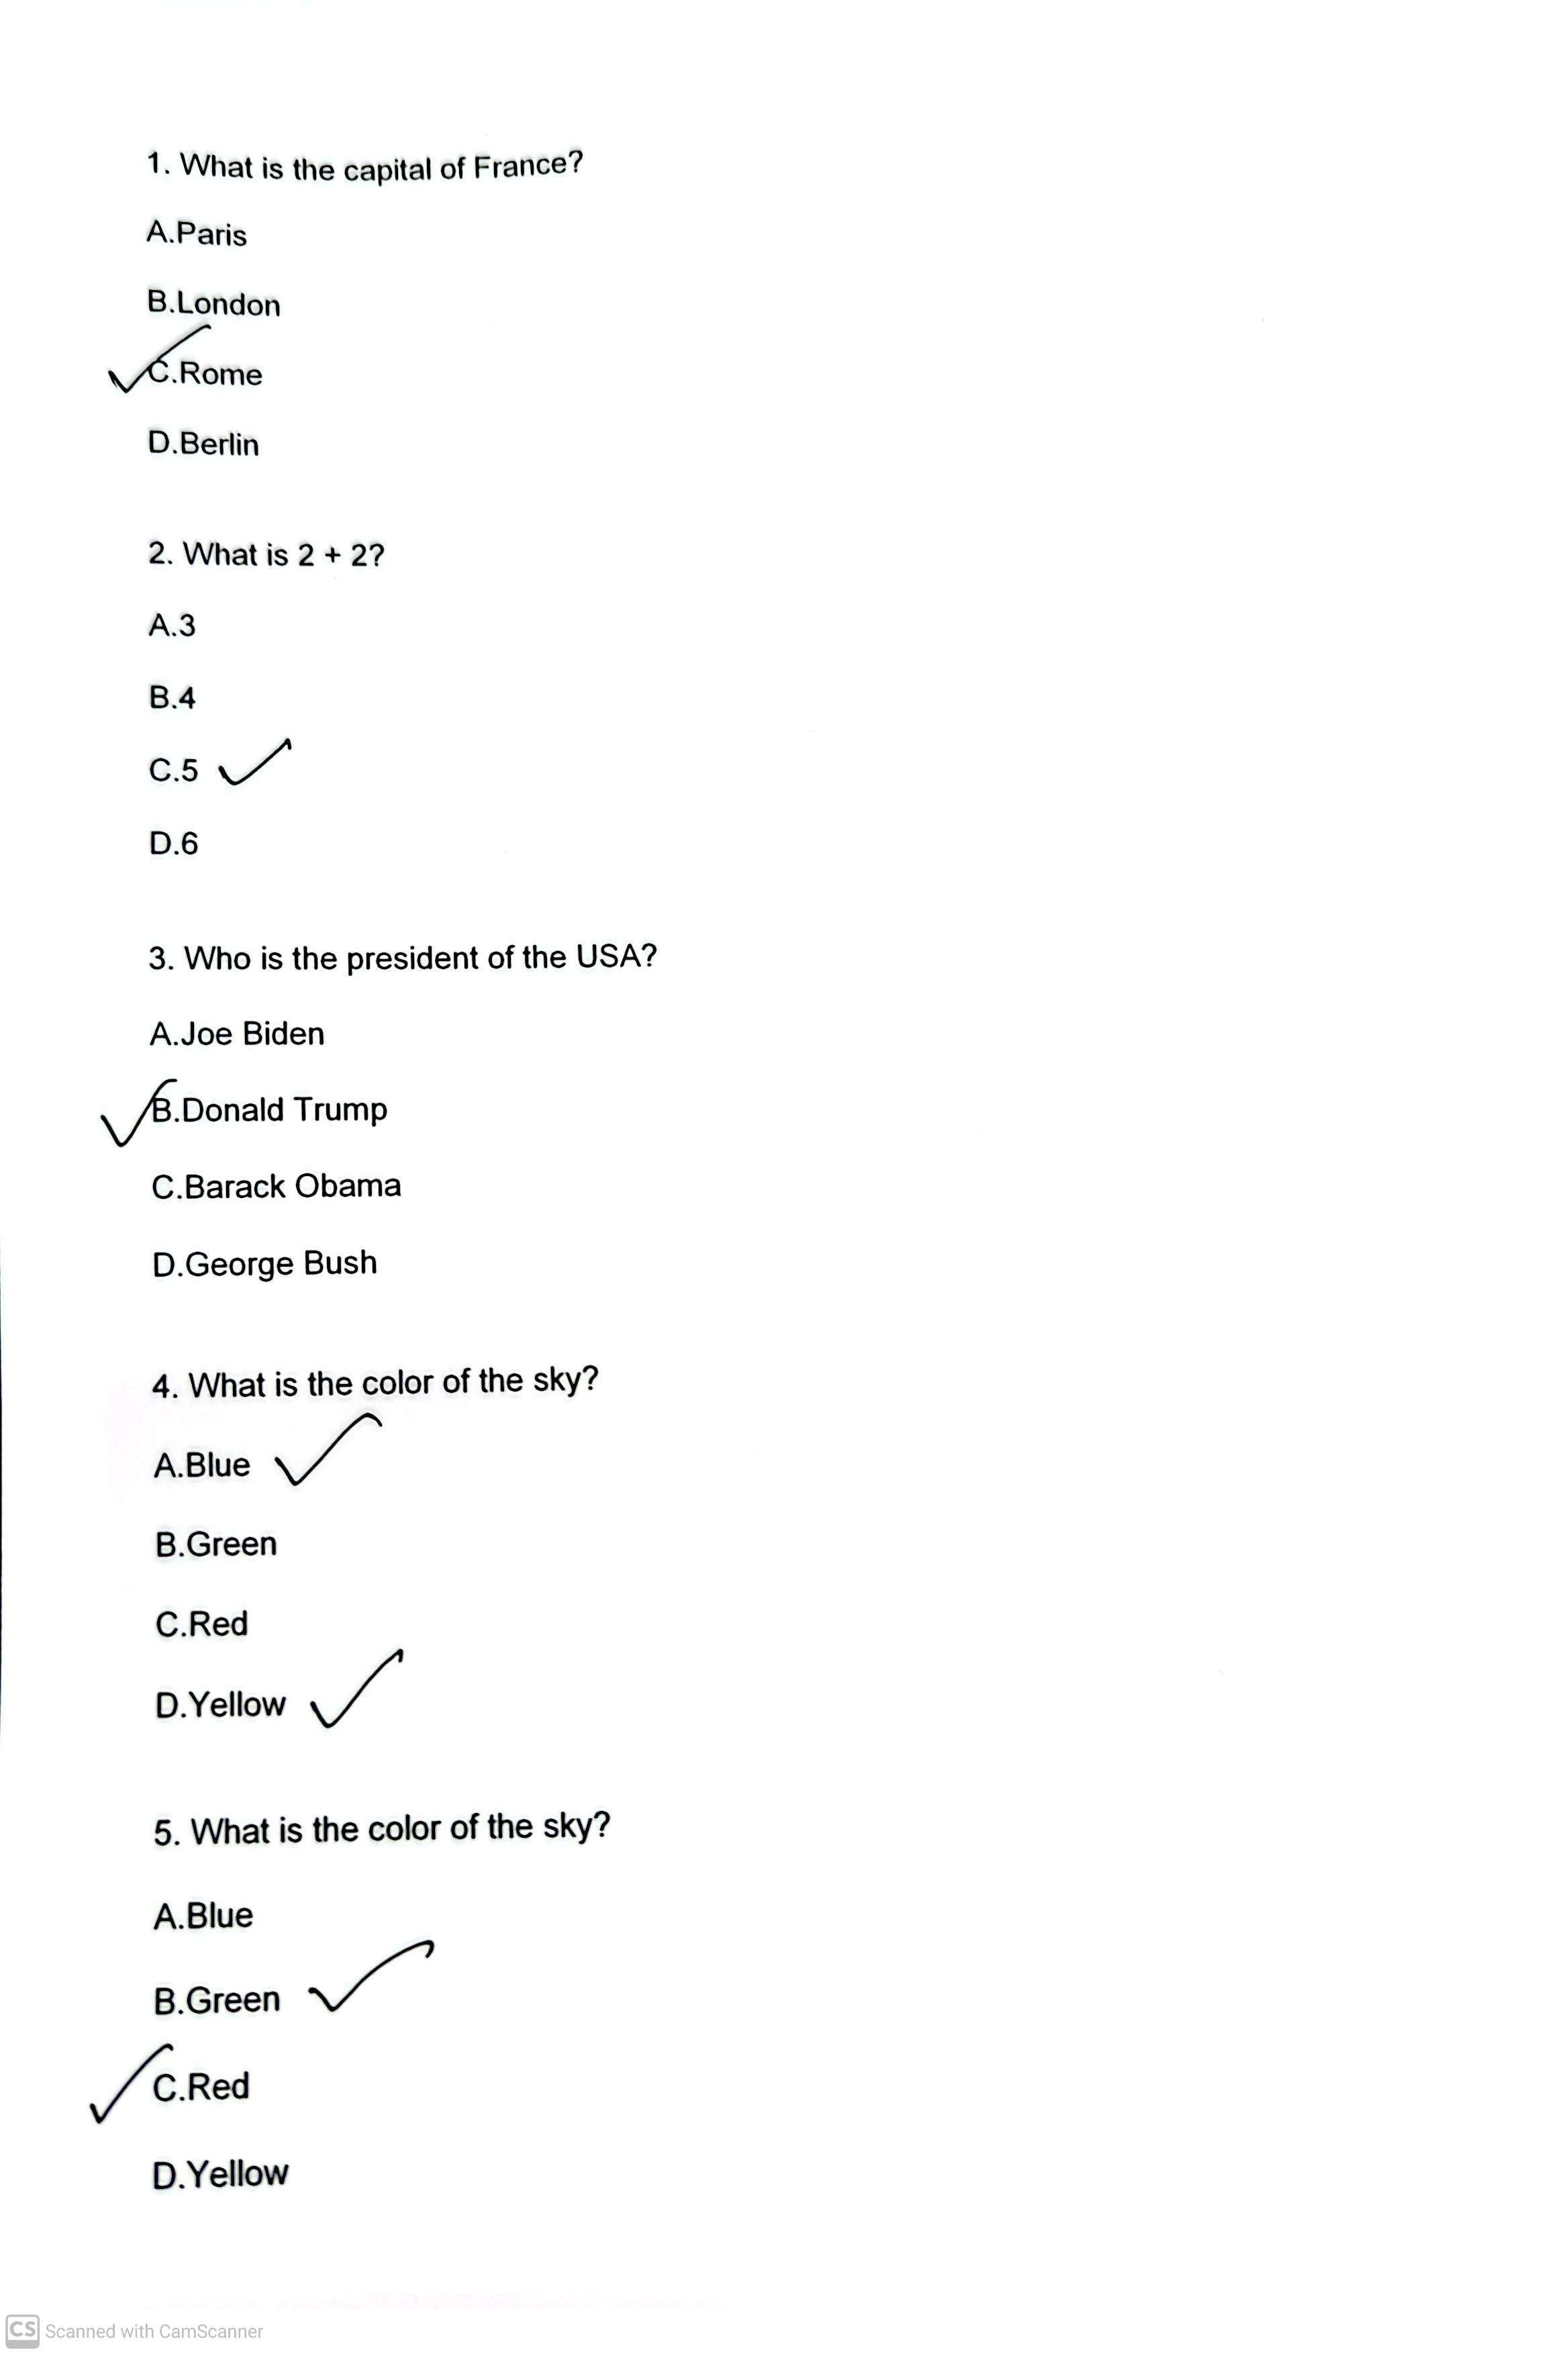 1. What is the capital of France?
A.Paris
B.London
C.Rome
D.Berlin
2. What is 2 + 2?
A.3
B.4
C.5
D.6
3. Who is the president of the USA?
A.Joe Biden
B.Donald Trump
C.Barack Obama
D.George Bush
4. What is the color of the sky?
A.Blue
B.Green
C.Red
D.Yellow
5. What is the color of the sky?
A.Blue
B.Green
C.Red
D.Yellow
CS Scanned with CamScanner